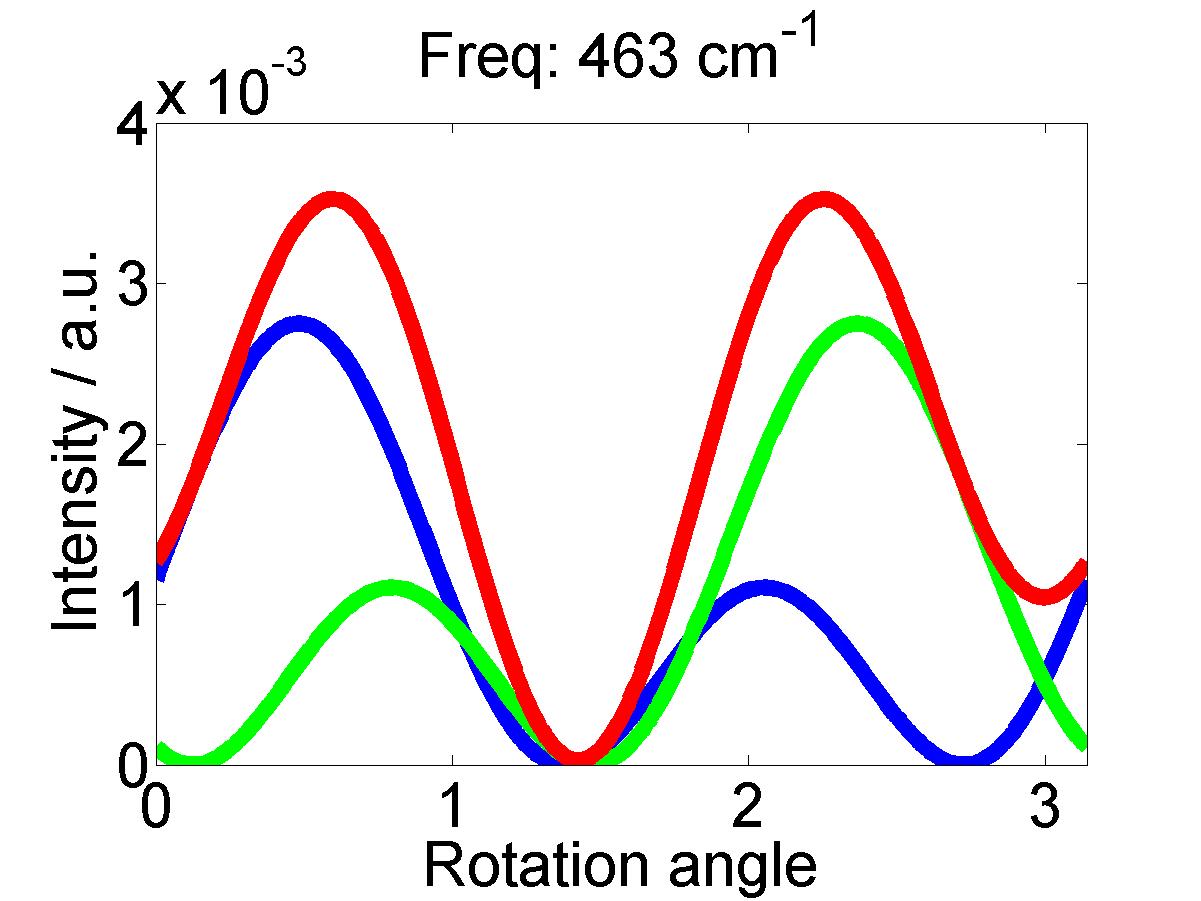 Freq: 463 cm-1
x 10-3
4
3
2
1
0
Intensity / a.u.
0 1 2 3
Rotation angle